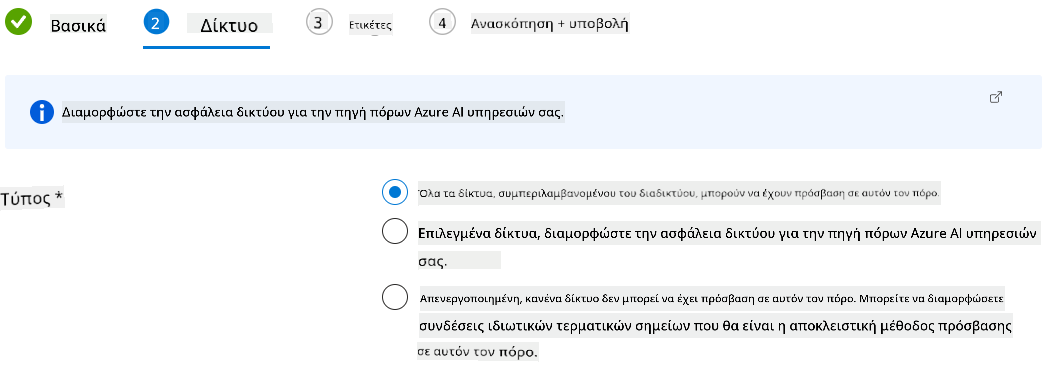 Βασικά 2 Δίκτυο 3 Ετικέτες 4 Ανασκόπηση + υποβολή
Διαμορφώστε την ασφάλεια δικτύου για την πηγή πόρων Azure AI υπηρεσιών σας.
Τύπος *
Όλα τα δίκτυα, συμπεριλαμβανομένου του διαδικτύου, μπορούν να έχουν πρόσβαση σε αυτόν τον πόρο.
Επιλεγμένα δίκτυα, διαμορφώστε την ασφάλεια δικτύου για την πηγή πόρων Azure AI υπηρεσιών
σας.
Απενεργοποιημένη, κανένα δίκτυο δεν μπορεί να έχει πρόσβαση σε αυτόν τον πόρο. Μπορείτε να διαμορφώσετε
συνδέσεις ιδιωτικών τερματικών σημείων που θα είναι η αποκλειστική μέθοδος πρόσβασης
σε αυτόν τον πόρο.